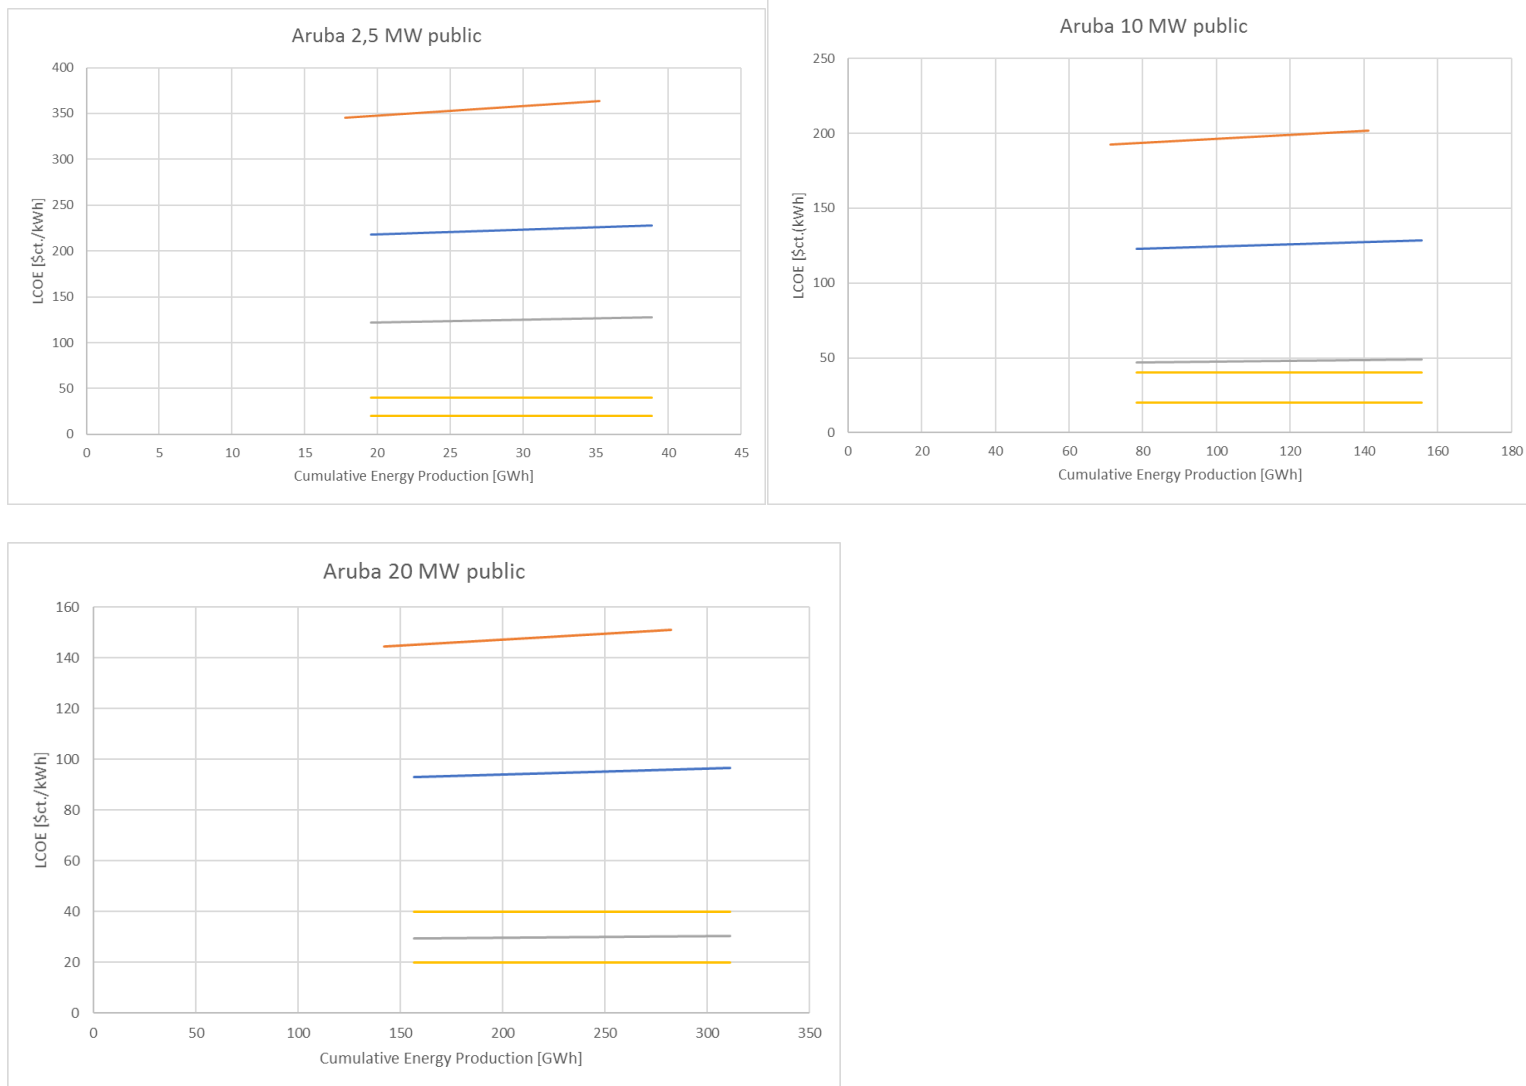 Aruba 2,5 MW public
400
350
300
250
200
150
100
50
0
LCOE [$ct./kWh]
0 5 10 15 20 25 30 35 40 45
Cumulative Energy Production [GWh]
Aruba 10 MW public
250
200
150
100
50
0
LCOE [$ct.(kWh]
0 20 40 60 80 100 120 140 160 180
Cumulative Energy Production [GWh]
Aruba 20 MW public
160
140
120
100
80
60
40
20
0
LCOE [$ct./kWh]
0 50 100 150 200 250 300 350
Cumulative Energy Production [GWh]